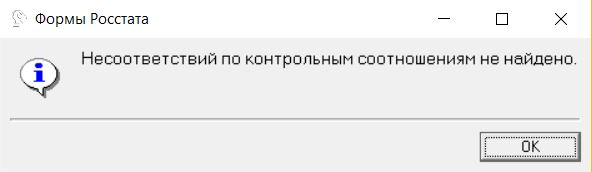 Формы Росстата
Несоответствий по контрольным соотношениям не найдено.
OK